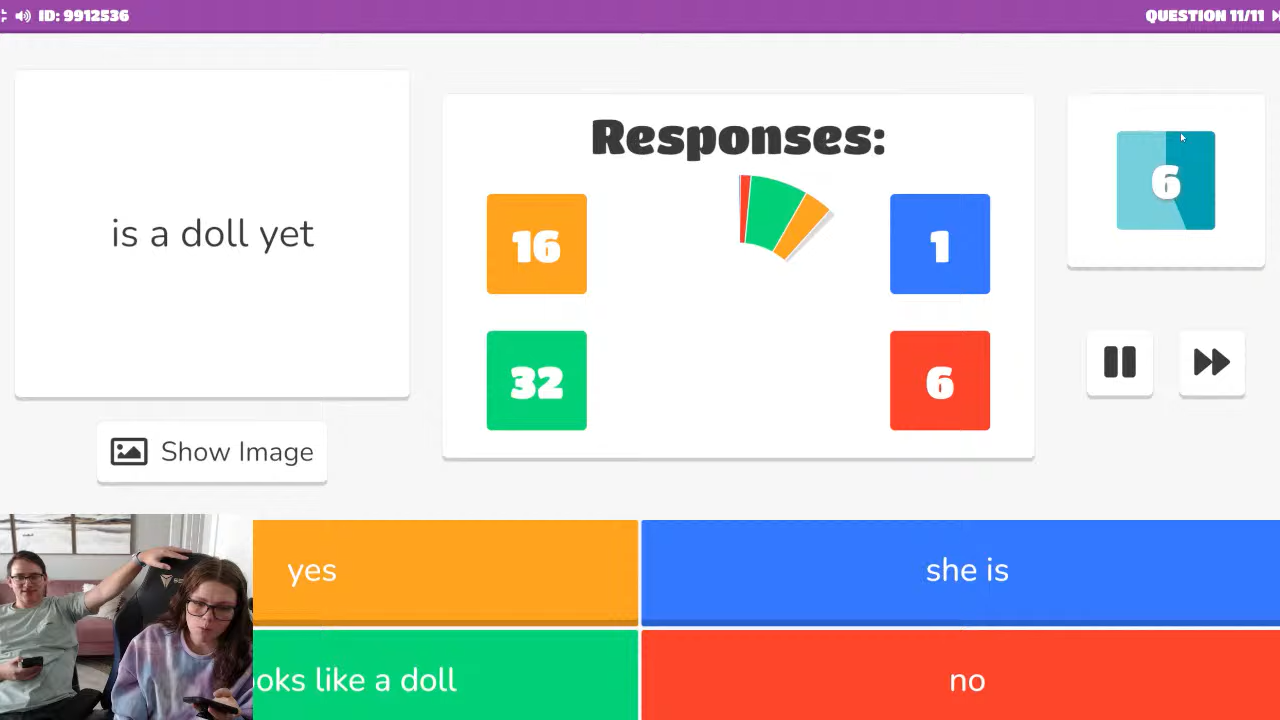 ID: 9912536
QUESTION 11/11
is a doll yet
Responses:
16
1
32
6
6
Show Image
yes
she is
oks like a doll
no